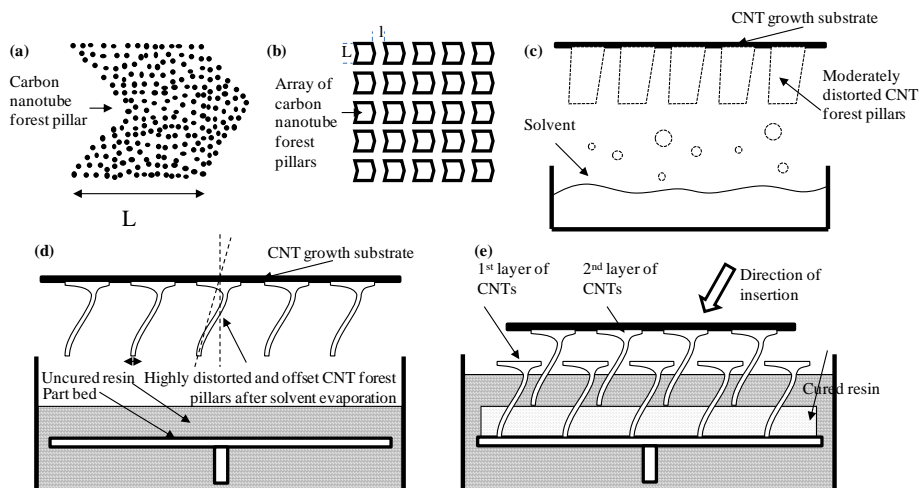 (a)
Carbon
nanotube
forest pillar
L
(b)
l
L
Array of
carbon
nanotube
forest
pillars
(c)
CNT growth substrate
Moderately
distorted CNT
forest pillars
Solvent
(d)
CNT growth substrate
Uncured resin
Part bed
Highly distorted and offset CNT forest
pillars after solvent evaporation
(e)
1st layer of
CNTs
2nd layer of
CNTs
Direction of
insertion
Cured resin